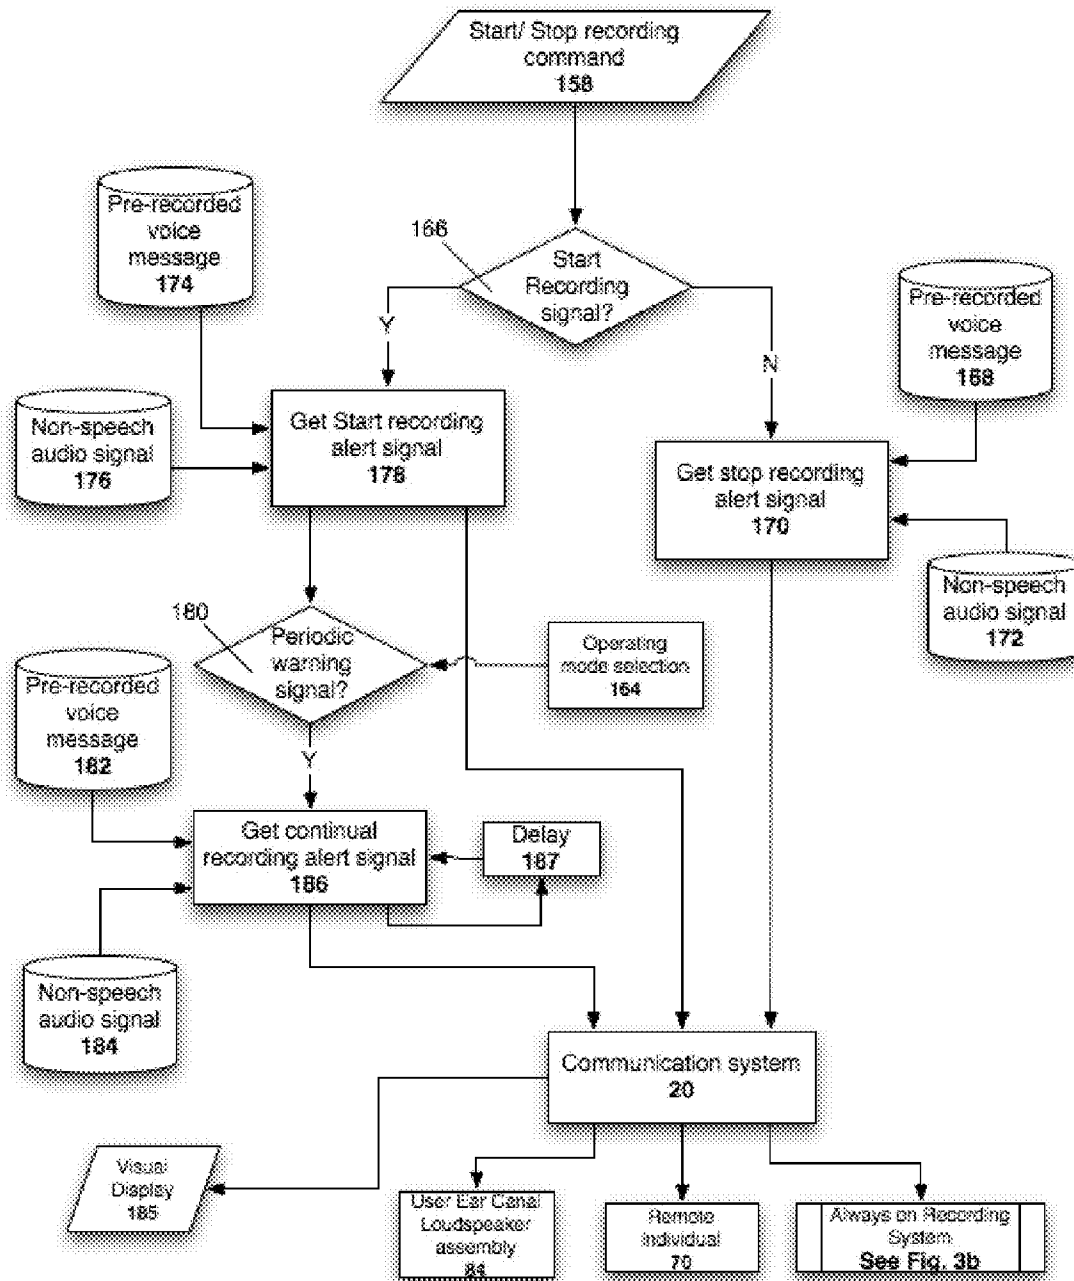 Start/ Stop recording
command
158
Pre-recorded
voice
message
174
166
Start
Recording
signal?
Y
N
Pre-recorded
voice
message
168
Non-speech
audio signal
176
Get Start recording
alert signal
178
Get stop recording
alert signal
170
Non-speech
audio signal
172
180
Periodic
warning
signal?
Operating
mode selection
164
Pre-recorded
voice
message
182
Y
Get continual
recording alert signal
186
Delay
187
Non-speech
audio signal
184
Communication system
20
Visual
Display
185
User Ear Canal
Loudspeaker
assembly
84
Remote
individual
70
Always on Recording
System
See Fig. 3b